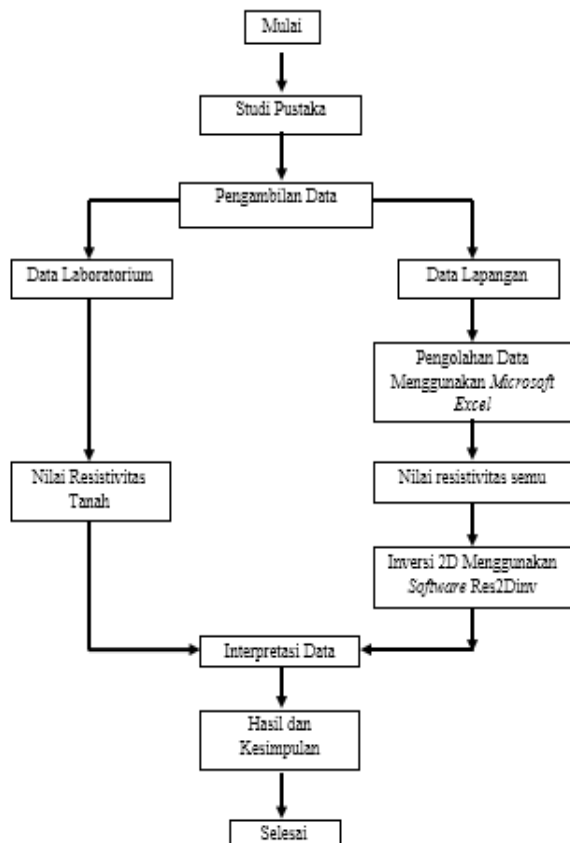 Mulai
Studi Pustaka
Pengambilan Data
Data Laboratorium
Data Lapangan
Pengolahan Data
Menggunakan Microsoft
Excel
Nilai Resistivitas
Tanah
Nilai resistivitas semu
Inversi 2D Menggunakan
Software Res2Dinv
Interpretasi Data
Hasil dan
Kesimpulan
Selesai